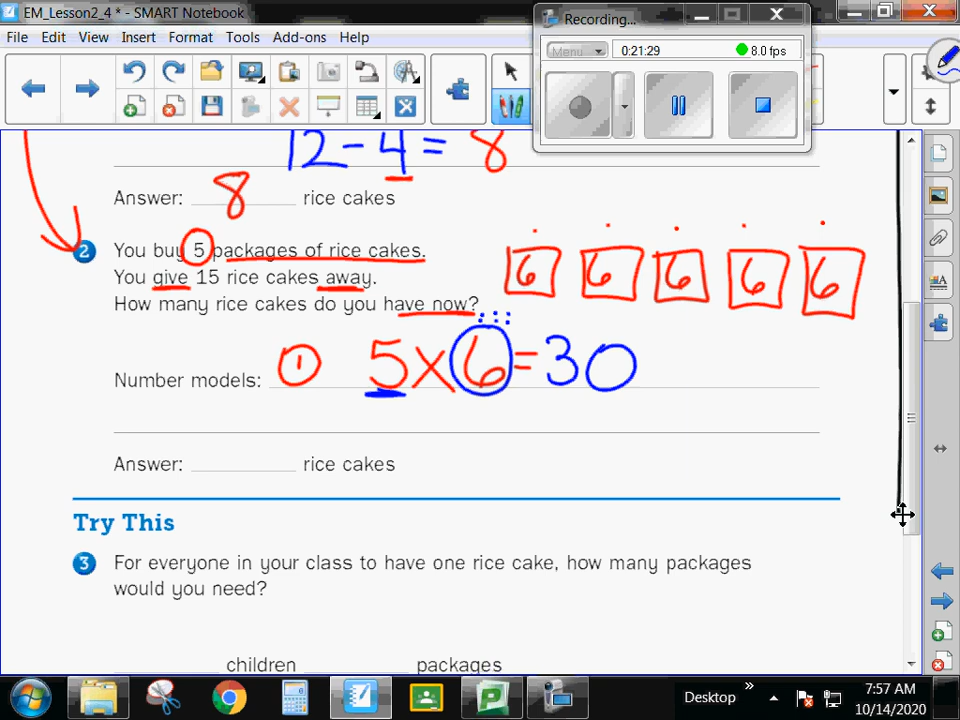 EM_Lesson2_4 * - SMART Notebook
Recording...
File Edit View Insert Format Tools Add-ons Help
Menu 0:21:29 8.0 fps
12 - 4 = 8
Answer: 8 rice cakes
2 You buy 5 packages of rice cakes.
You give 15 rice cakes away.
How many rice cakes do you have now?
6 6 6 6 6
Number models: 1 5 x 6 = 30
Answer: ___ rice cakes
Try This
3 For everyone in your class to have one rice cake, how many packages
would you need?
___ children ___ packages
Desktop » 7:57 AM
10/14/2020